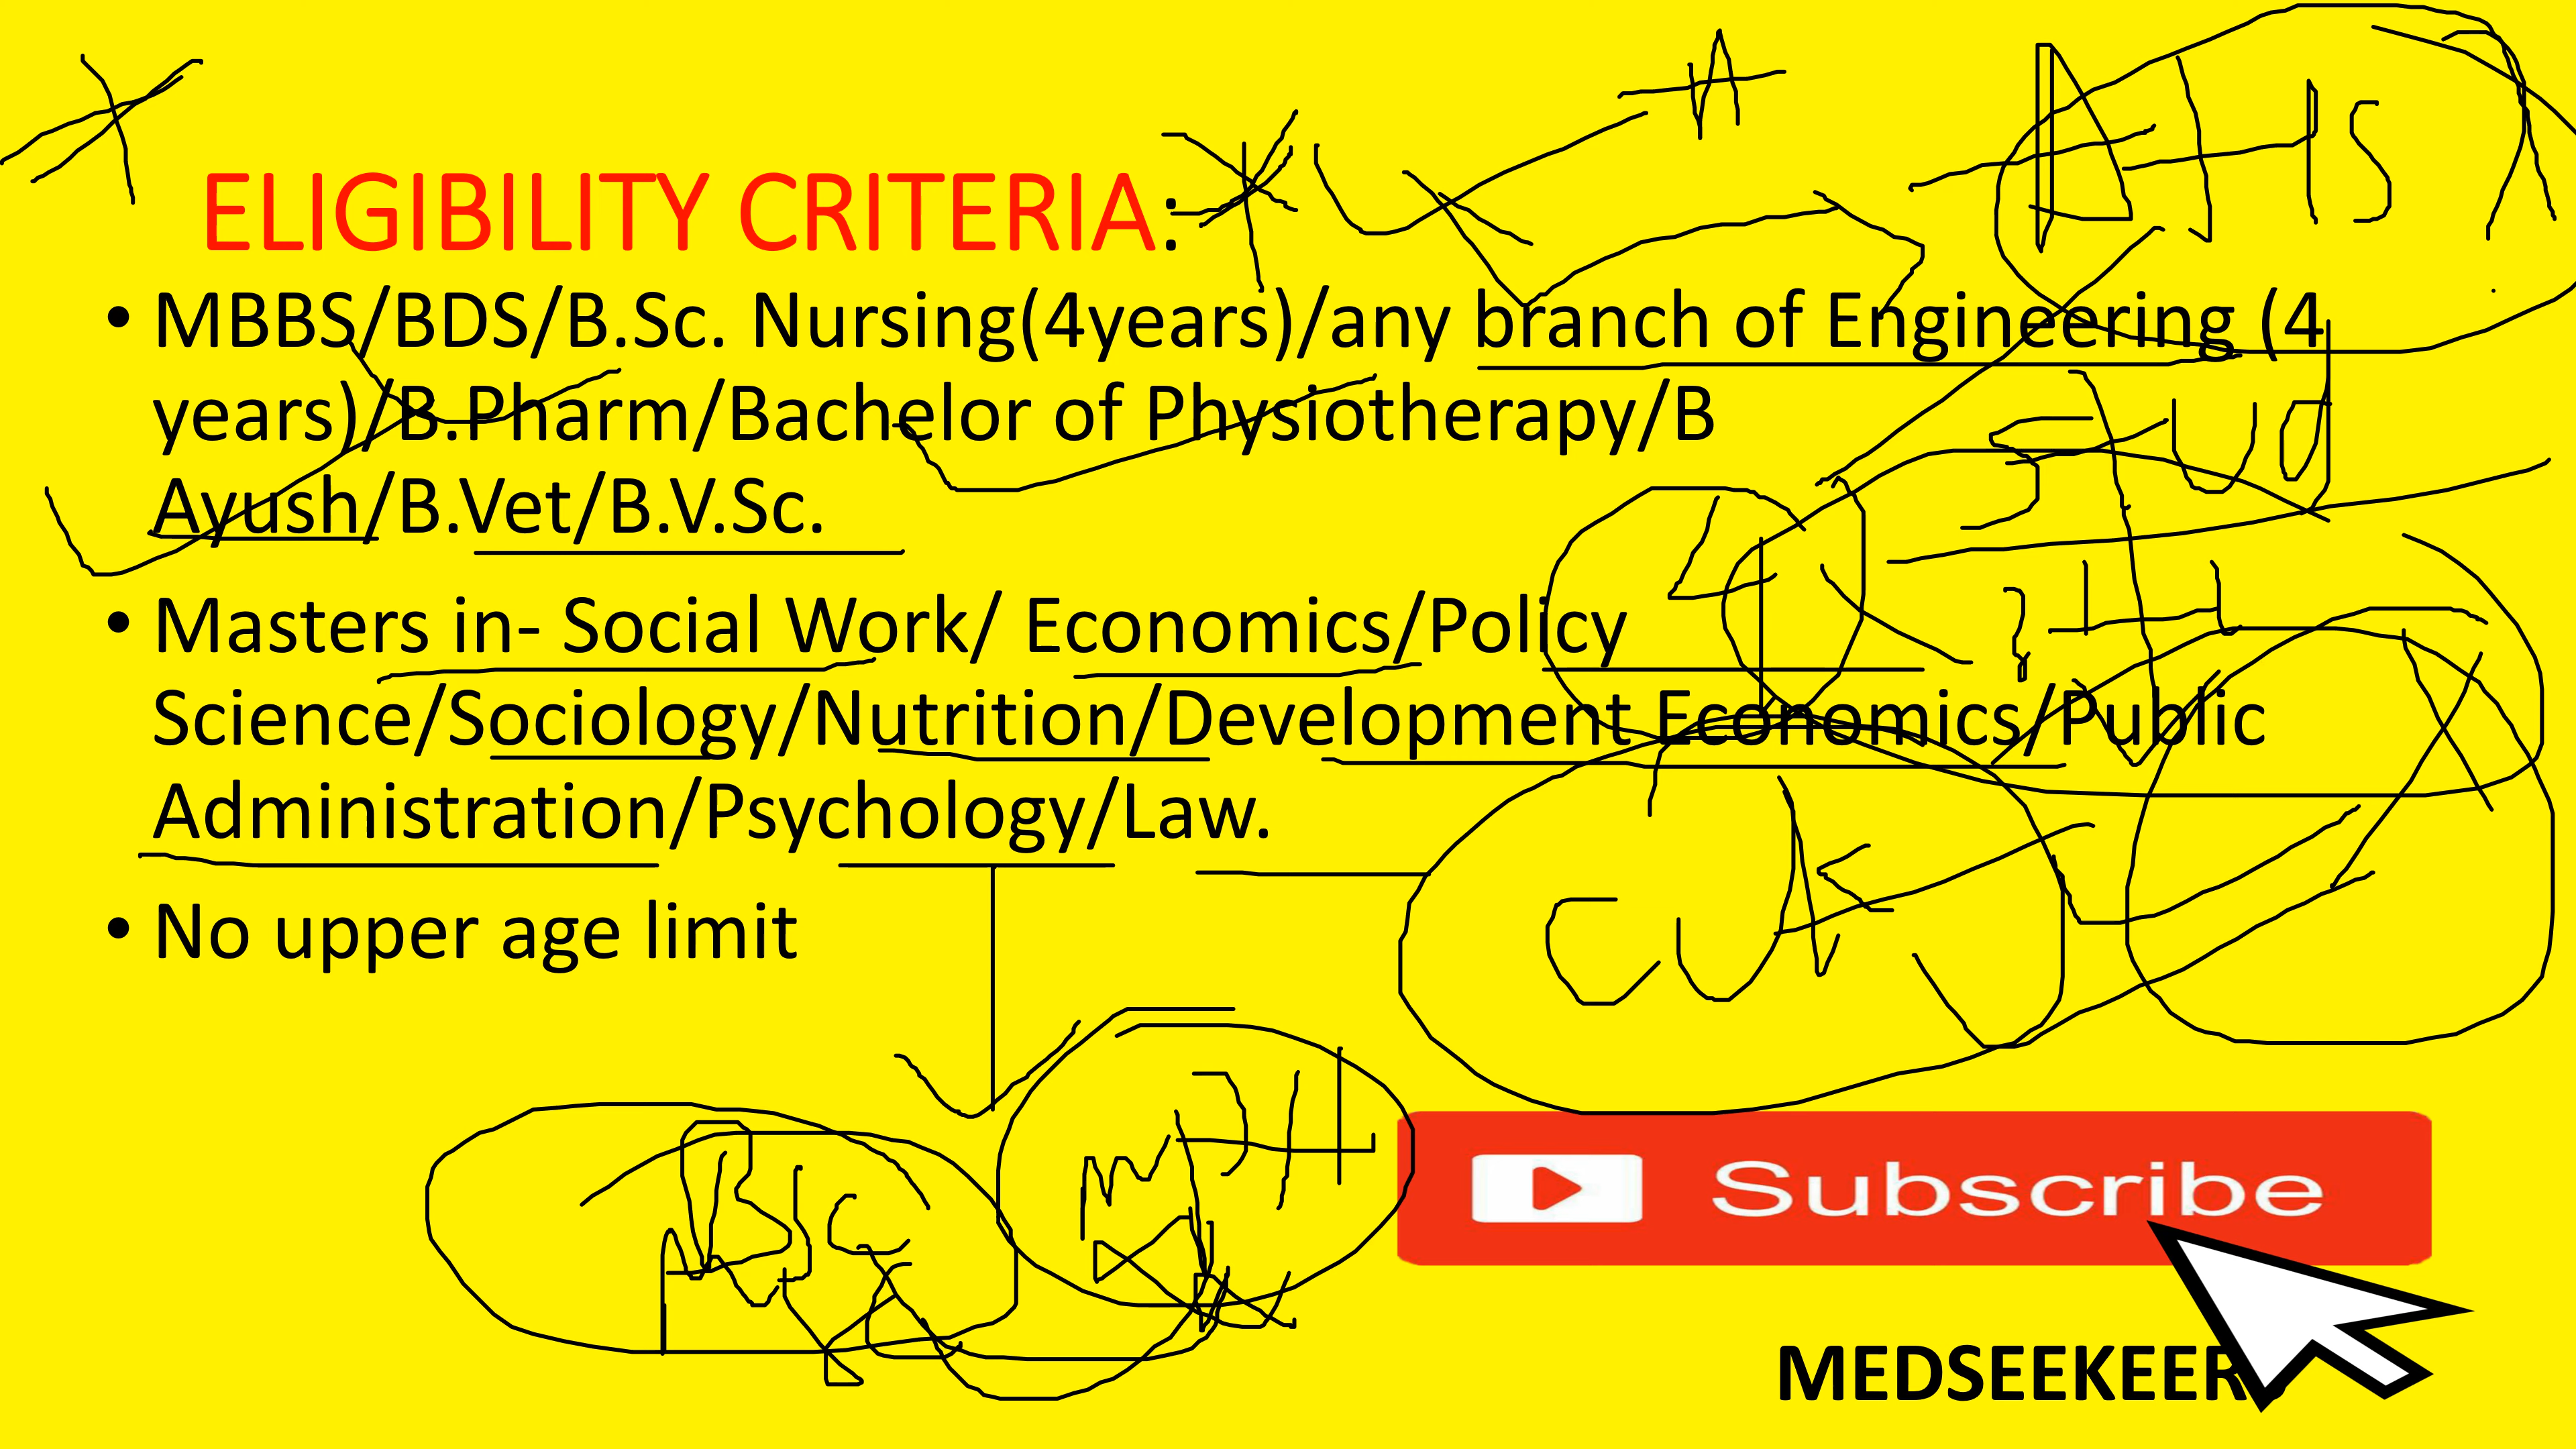 ELIGIBILITY CRITERIA:
• MBBS/BDS/B.Sc. Nursing(4years)/any branch of Engineering (4
years)/B.Pharm/Bachelor of Physiotherapy/B
Ayush/B.Vet/B.V.Sc.
• Masters in- Social Work/ Economics/Policy
Science/Sociology/Nutrition/Development Economics/Public
Administration/Psychology/Law.
• No upper age limit
Subscribe